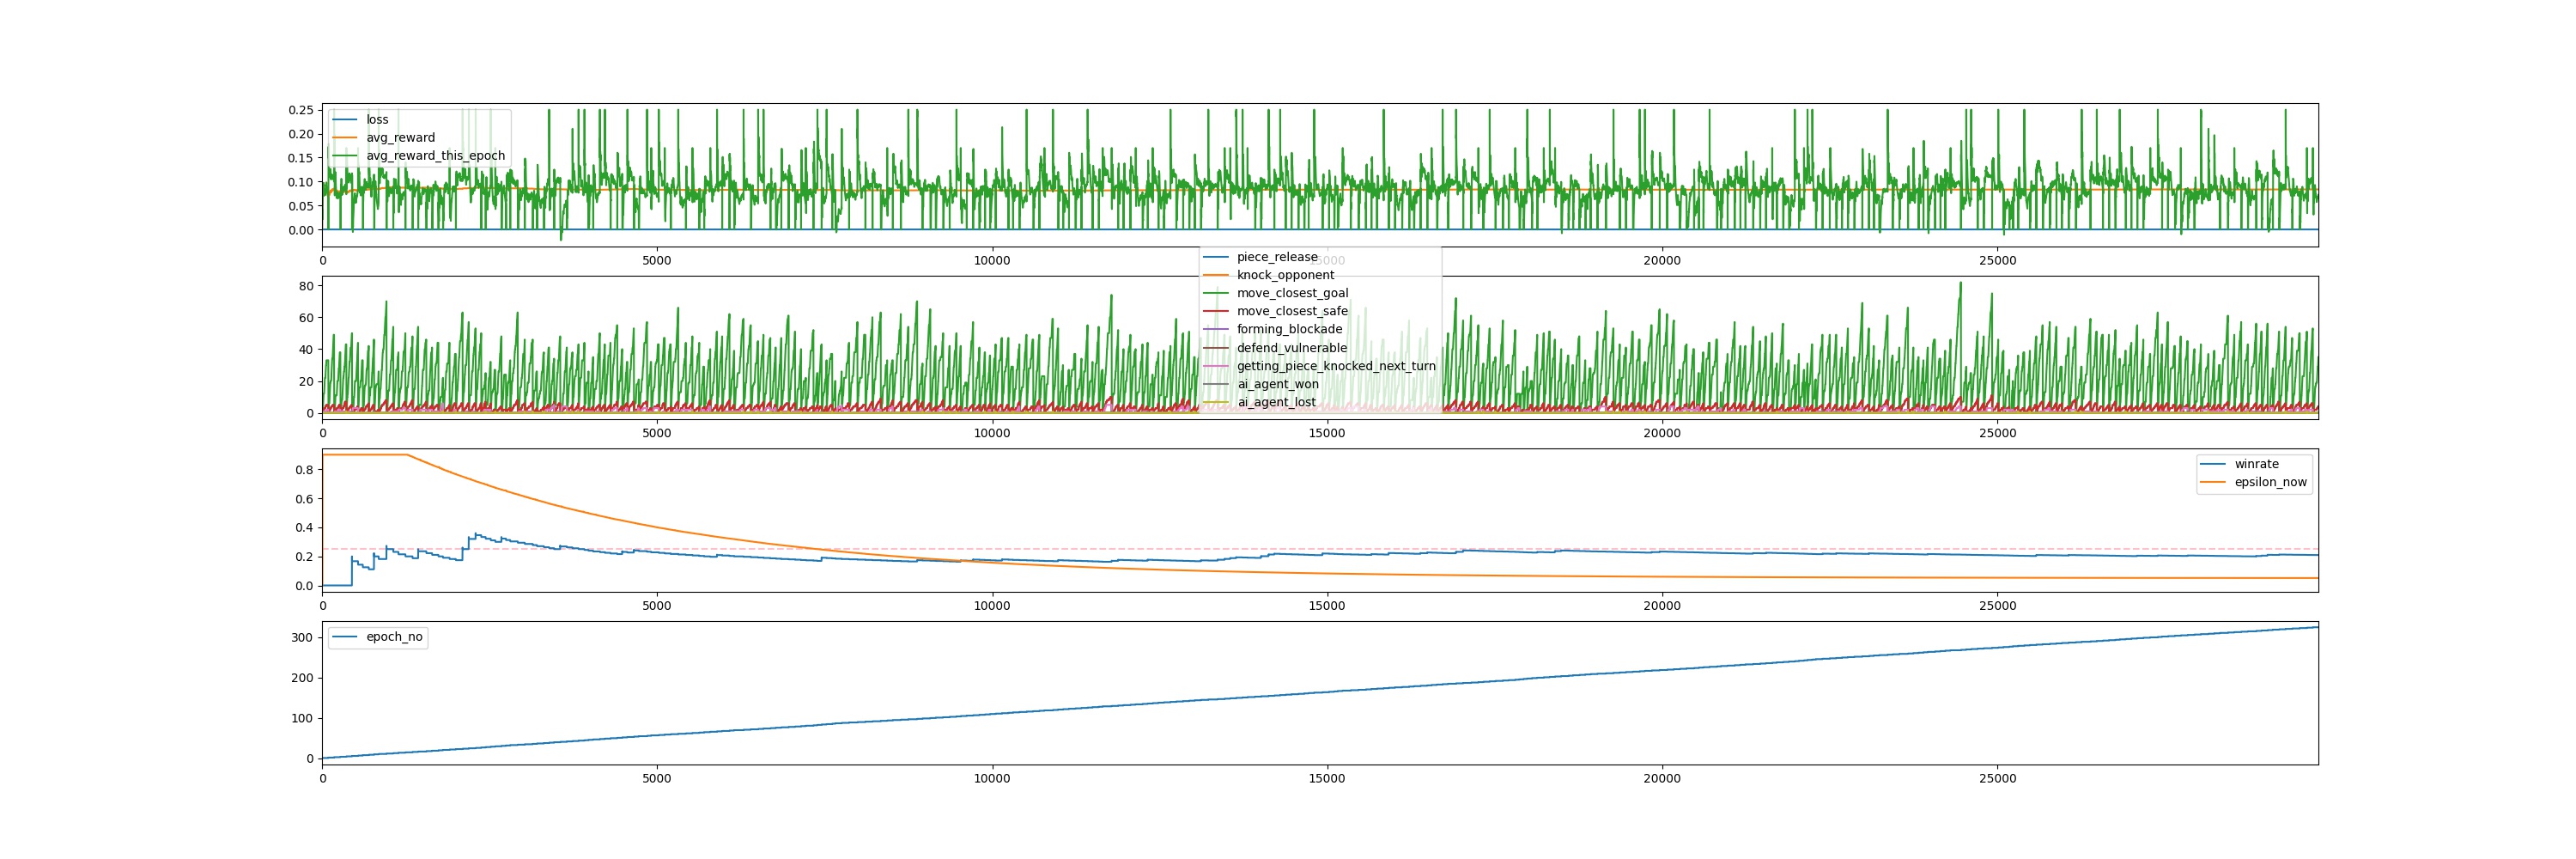 0.25
0.20
0.15
0.10
0.05
0.00
loss
avg_reward
avg_reward_this_epoch
0 5000 10000 15000 20000 25000
80
60
40
20
0
piece_release
knock_opponent
move_closest_goal
move_closest_safe
forming_blockade
defend_vulnerable
getting_piece_knocked_next_turn
ai_agent_won
ai_agent_lost
0 5000 10000 15000 20000 25000
0.8
0.6
0.4
0.2
0.0
winrate
epsilon_now
0 5000 10000 15000 20000 25000
300
200
100
0
epoch_no
0 5000 10000 15000 20000 25000